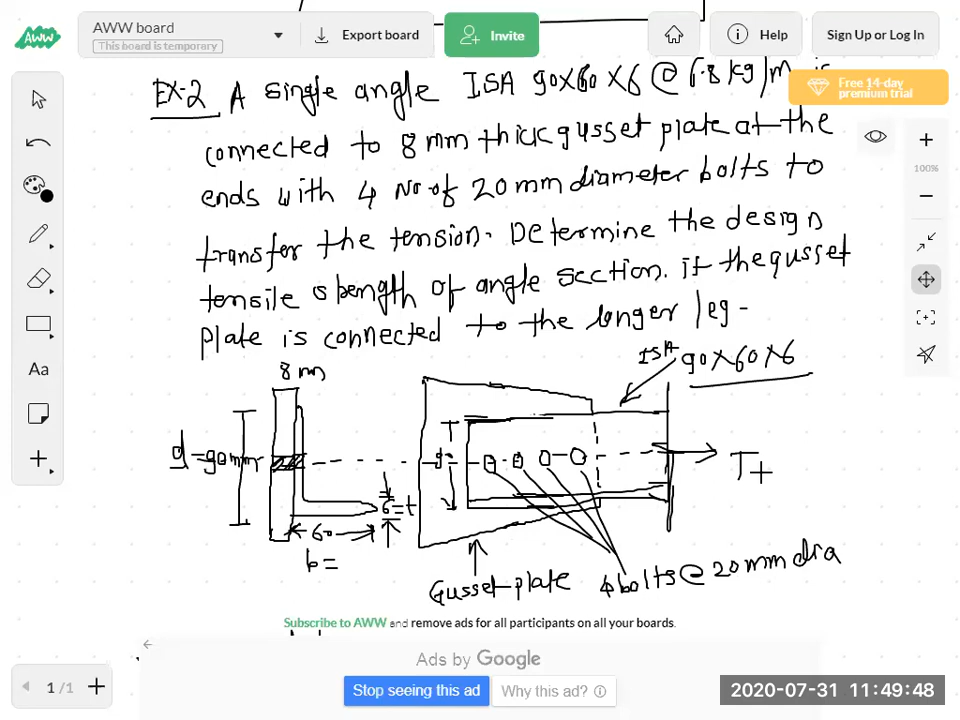 AWW board
This board is temporary
Export board
Invite
Help
Sign Up or Log In
Free 14-day
premium trial
100%
Aa
EX-2 A single angle ISA 90X60X6 @ 6.8 kg/m is
connected to 8 mm thick gusset plate at the
ends with 4 No of 20 mm diameter bolts to
transfer the tension. Determine the design
tensile strength of angle section. if the gusset
plate is connected to the longer leg -
8 mm
ISA 90X60X6
d=90mm
6=t
60
b=
T+
Gusset plate
4 bolts @ 20 mm dia
Subscribe to AWW and remove ads for all participants on all your boards.
Ads by Google
Stop seeing this ad
Why this ad?
1 /1
2020-07-31 11:49:48